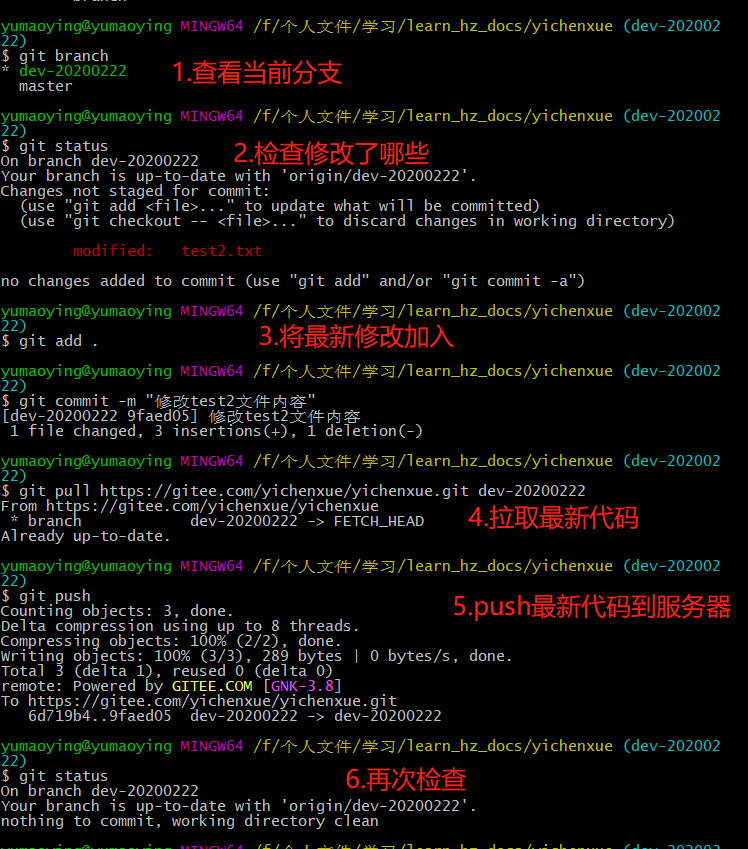 yumaoying@yumaoying MINGW64 /f/个人文件/学习/learn_hz_docs/yichenxue (dev-202002
22)
$ git branch
* dev-20200222
1.查看当前分支
master
yumaoying@yumaoying MINGW64 /f/个人文件/学习/learn_hz_docs/yichenxue (dev-202002
22)
$ git status
2.检查修改了哪些
On branch dev-20200222
Your branch is up-to-date with 'origin/dev-20200222'.
Changes not staged for commit:
(use "git add <file>..." to update what will be committed)
(use "git checkout -- <file>..." to discard changes in working directory)
modified: test2.txt
no changes added to commit (use "git add" and/or "git commit -a")
yumaoying@yumaoying MINGW64 /f/个人文件/学习/learn_hz_docs/yichenxue (dev-202002
22)
3.将最新修改加入
$ git add .
yumaoying@yumaoying MINGW64 /f/个人文件/学习/learn_hz_docs/yichenxue (dev-202002
22)
$ git commit -m "修改test2文件内容"
[dev-20200222 9faed05] 修改test2文件内容
1 file changed, 3 insertions(+), 1 deletion(-)
yumaoying@yumaoying MINGW64 /f/个人文件/学习/learn_hz_docs/yichenxue (dev-202002
22)
$ git pull https://gitee.com/yichenxue/yichenxue.git dev-20200222
From https://gitee.com/yichenxue/yichenxue
* branch dev-20200222 -> FETCH_HEAD
4.拉取最新代码
Already up-to-date.
yumaoying@yumaoying MINGW64 /f/个人文件/学习/learn_hz_docs/yichenxue (dev-202002
22)
$ git push
5.push最新代码到服务器
Counting objects: 3, done.
Delta compression using up to 8 threads.
Compressing objects: 100% (2/2), done.
Writing objects: 100% (3/3), 289 bytes | 0 bytes/s, done.
Total 3 (delta 1), reused 0 (delta 0)
remote: Powered by GITEE.COM [GNK-3.8]
To https://gitee.com/yichenxue/yichenxue.git
6d719b4..9faed05 dev-20200222 -> dev-20200222
yumaoying@yumaoying MINGW64 /f/个人文件/学习/learn_hz_docs/yichenxue (dev-202002
22)
$ git status
6.再次检查
On branch dev-20200222
Your branch is up-to-date with 'origin/dev-20200222'.
nothing to commit, working directory clean
yumaoying@yumaoying MINGW64 /f/个人文件/学习/learn_hz_docs/yichenxue (dev-202002